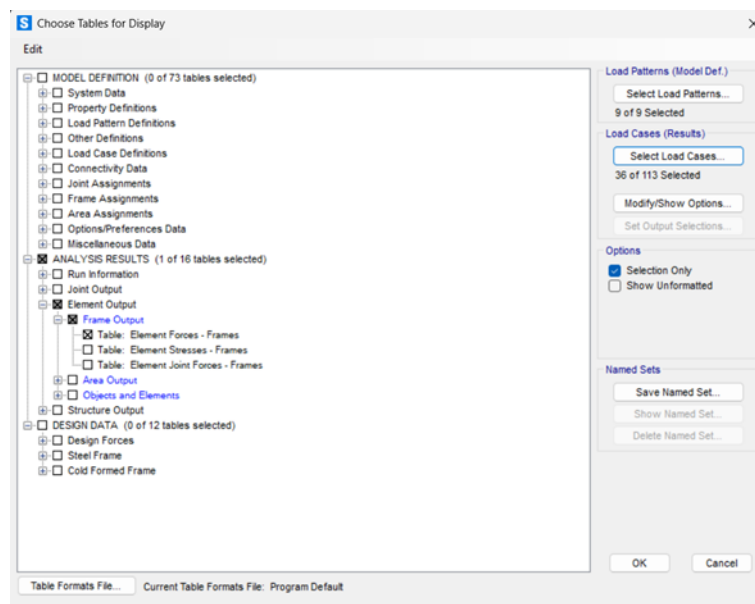 S Choose Tables for Display
Edit
MODEL DEFINITION (0 of 73 tables selected)
System Data
Property Definitions
Load Pattern Definitions
Other Definitions
Load Case Definitions
Connectivity Data
Joint Assignments
Frame Assignments
Area Assignments
Options/Preferences Data
Miscellaneous Data
ANALYSIS RESULTS (1 of 16 tables selected)
Run Information
Joint Output
Element Output
Frame Output
Table: Element Forces - Frames
Table: Element Stresses - Frames
Table: Element Joint Forces - Frames
Area Output
Objects and Elements
Structure Output
DESIGN DATA (0 of 12 tables selected)
Design Forces
Steel Frame
Cold Formed Frame
Load Patterns (Model Def.)
Select Load Patterns...
9 of 9 Selected
Load Cases (Results)
Select Load Cases...
36 of 113 Selected
Modify/Show Options...
Set Output Selections...
Options
Selection Only
Show Unformatted
Named Sets
Save Named Set...
Show Named Set...
Delete Named Set...
OK Cancel
Table Formats File... Current Table Formats File: Program Default